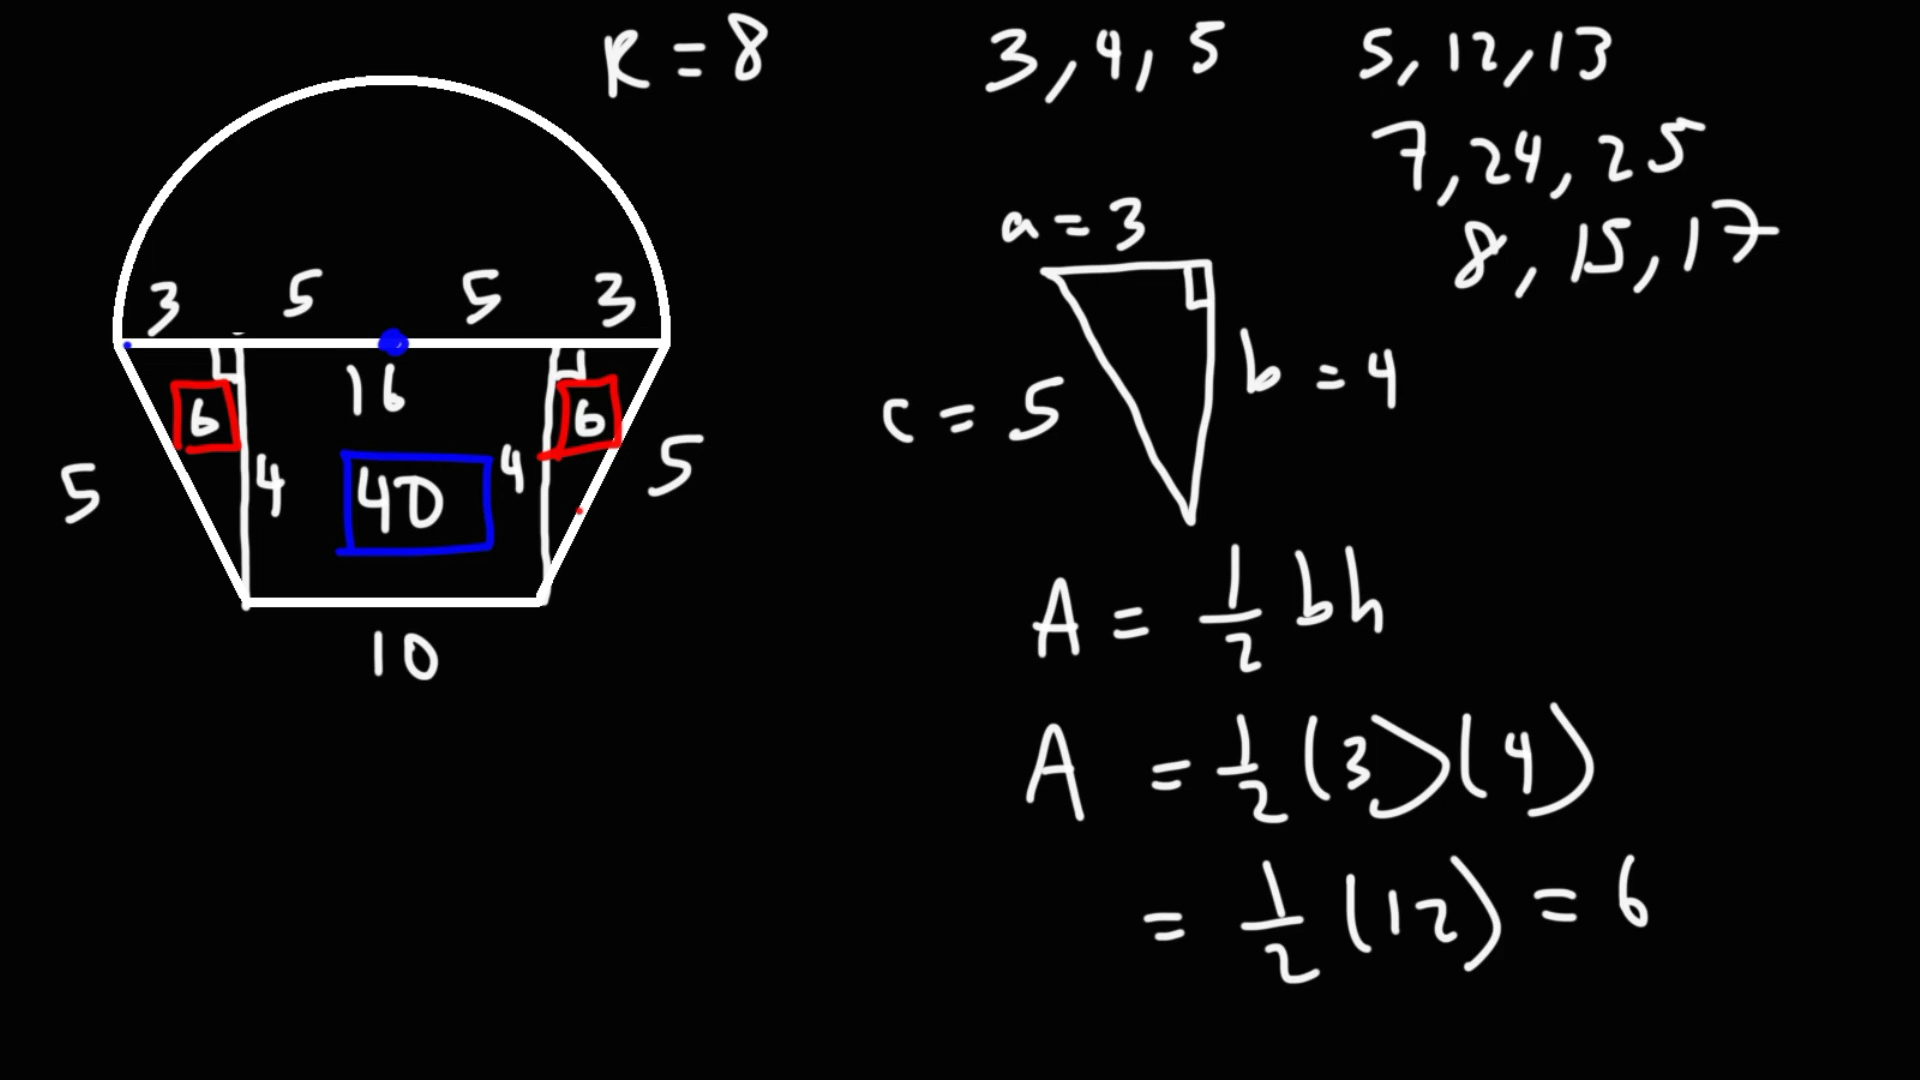 R = 8
3, 4, 5
5, 12, 13
7, 24, 25
8, 15, 17
a = 3
b = 4
c = 5
3 5 5 3
16
6 6
5 4 40 4 5
10
A = 1/2 bh
A = 1/2 (3)(4)
= 1/2 (12) = 6